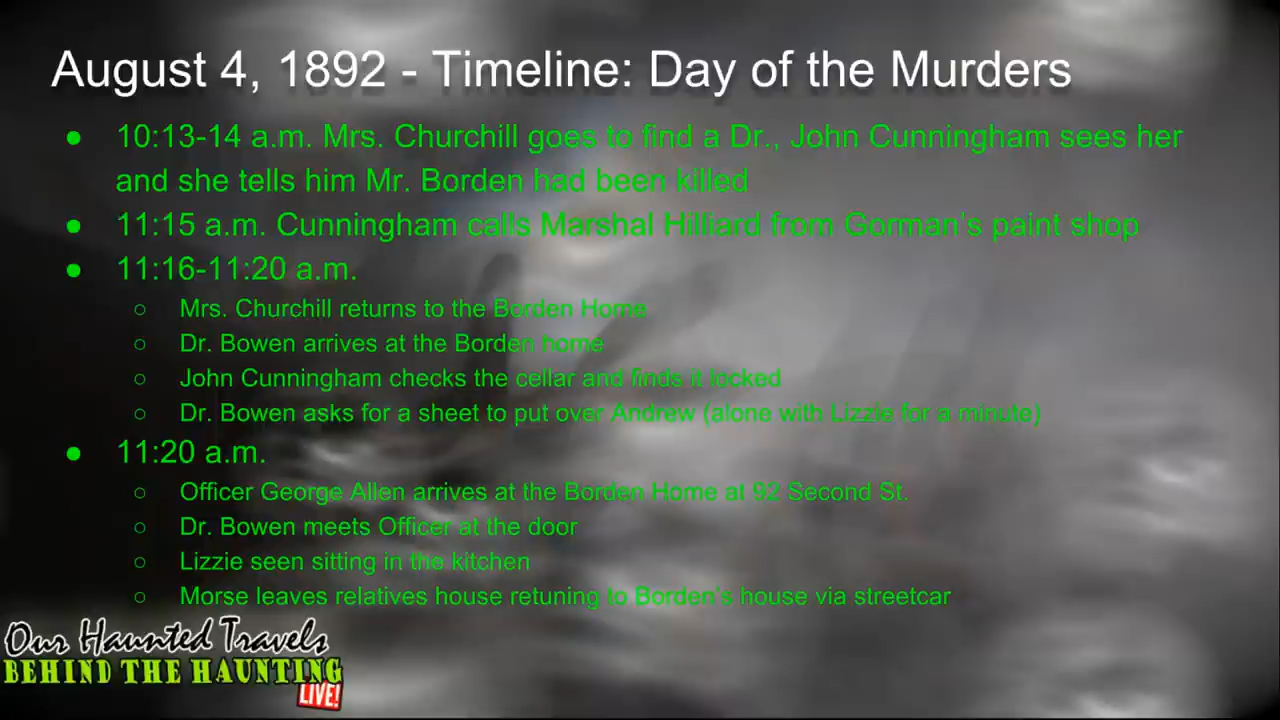 August 4, 1892 - Timeline: Day of the Murders
● 10:13-14 a.m. Mrs. Churchill goes to find a Dr., John Cunningham sees her
and she tells him Mr. Borden had been killed
● 11:15 a.m. Cunningham calls Marshal Hilliard from Gorman's paint shop
● 11:16-11:20 a.m.
○ Mrs. Churchill returns to the Borden Home
○ Dr. Bowen arrives at the Borden home
○ John Cunningham checks the cellar and finds it locked
○ Dr. Bowen asks for a sheet to put over Andrew (alone with Lizzie for a minute)
● 11:20 a.m.
○ Officer George Allen arrives at the Borden Home at 92 Second St.
○ Dr. Bowen meets Officer at the door
○ Lizzie seen sitting in the kitchen
○ Morse leaves relatives house retuning to Borden's house via streetcar
Our Haunted Travels
BEHIND THE HAUNTING
LIVE!